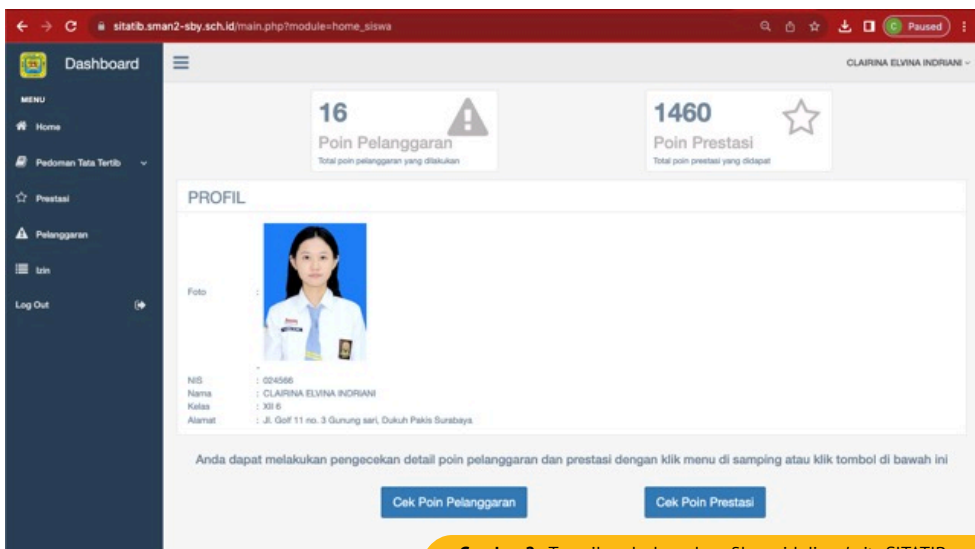 sitatib.sman2-sby.sch.id/main.php?module=home_siswa
C Paused
Dashboard
CLAIRINA ELVINA INDRIANI
MENU
Home
Pedoman Tata Tertib
Prestasi
Pelanggaran
Izin
Log Out
16
Poin Pelanggaran
Total poin pelanggaran yang dilakukan
1460
Poin Prestasi
Total poin prestasi yang didapat
PROFIL
Foto :
-
NIS : 024566
Nama : CLAIRINA ELVINA INDRIANI
Kelas : XII 6
Alamat : Jl. Golf 11 no. 3 Gunung sari, Dukuh Pakis Surabaya
Anda dapat melakukan pengecekan detail poin pelanggaran dan prestasi dengan klik menu di samping atau klik tombol di bawah ini
Cek Poin Pelanggaran
Cek Poin Prestasi